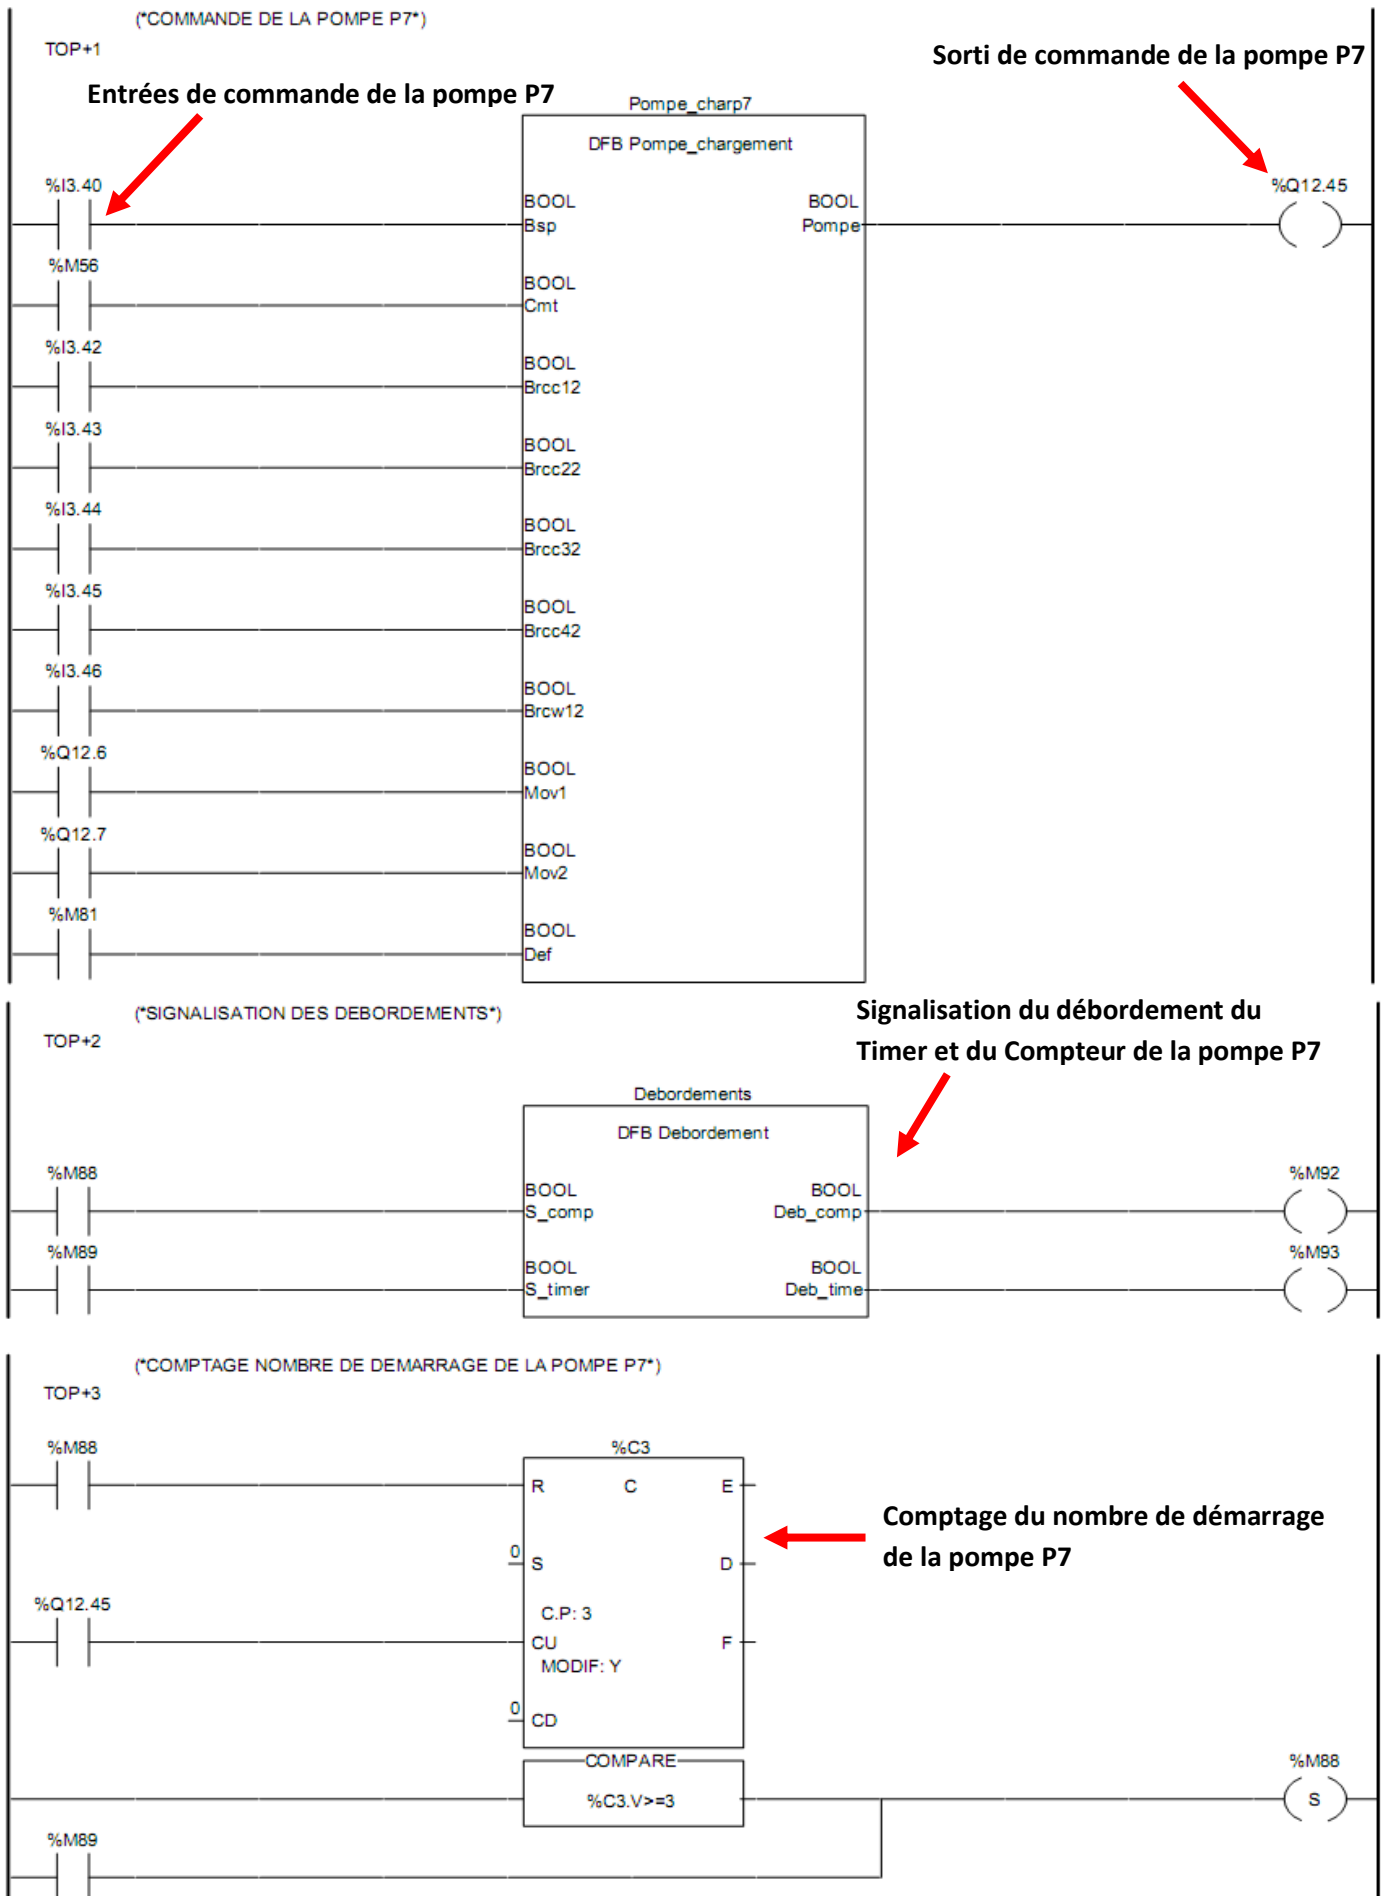 (*COMMANDE DE LA POMPE P7*)
TOP+1
Sorti de commande de la pompe P7
Entrées de commande de la pompe P7
Pompe_charp7
DFB Pompe_chargement
%I3.40
%Q12.45
BOOL
BOOL
Bsp
Pompe
%M56
BOOL
Cmt
%I3.42
BOOL
Brcc12
%I3.43
BOOL
Brcc22
%I3.44
BOOL
Brcc32
%I3.45
BOOL
Brcc42
%I3.46
BOOL
Brcw12
%Q12.6
BOOL
Mov1
%Q12.7
BOOL
Mov2
%M81
BOOL
Def
(*SIGNALISATION DES DEBORDEMENTS*)
TOP+2
Signalisation du débordement du
Timer et du Compteur de la pompe P7
Debordements
DFB Debordement
%M88
%M92
BOOL
BOOL
S_comp
Deb_comp
%M89
%M93
BOOL
BOOL
S_timer
Deb_time
(*COMPTAGE NOMBRE DE DEMARRAGE DE LA POMPE P7*)
TOP+3
%M88
%C3
R C E
Comptage du nombre de démarrage
de la pompe P7
0
S D
%Q12.45
C.P: 3
CU F
MODIF: Y
0
CD
COMPARE
%M88
%C3.V>=3
S
%M89